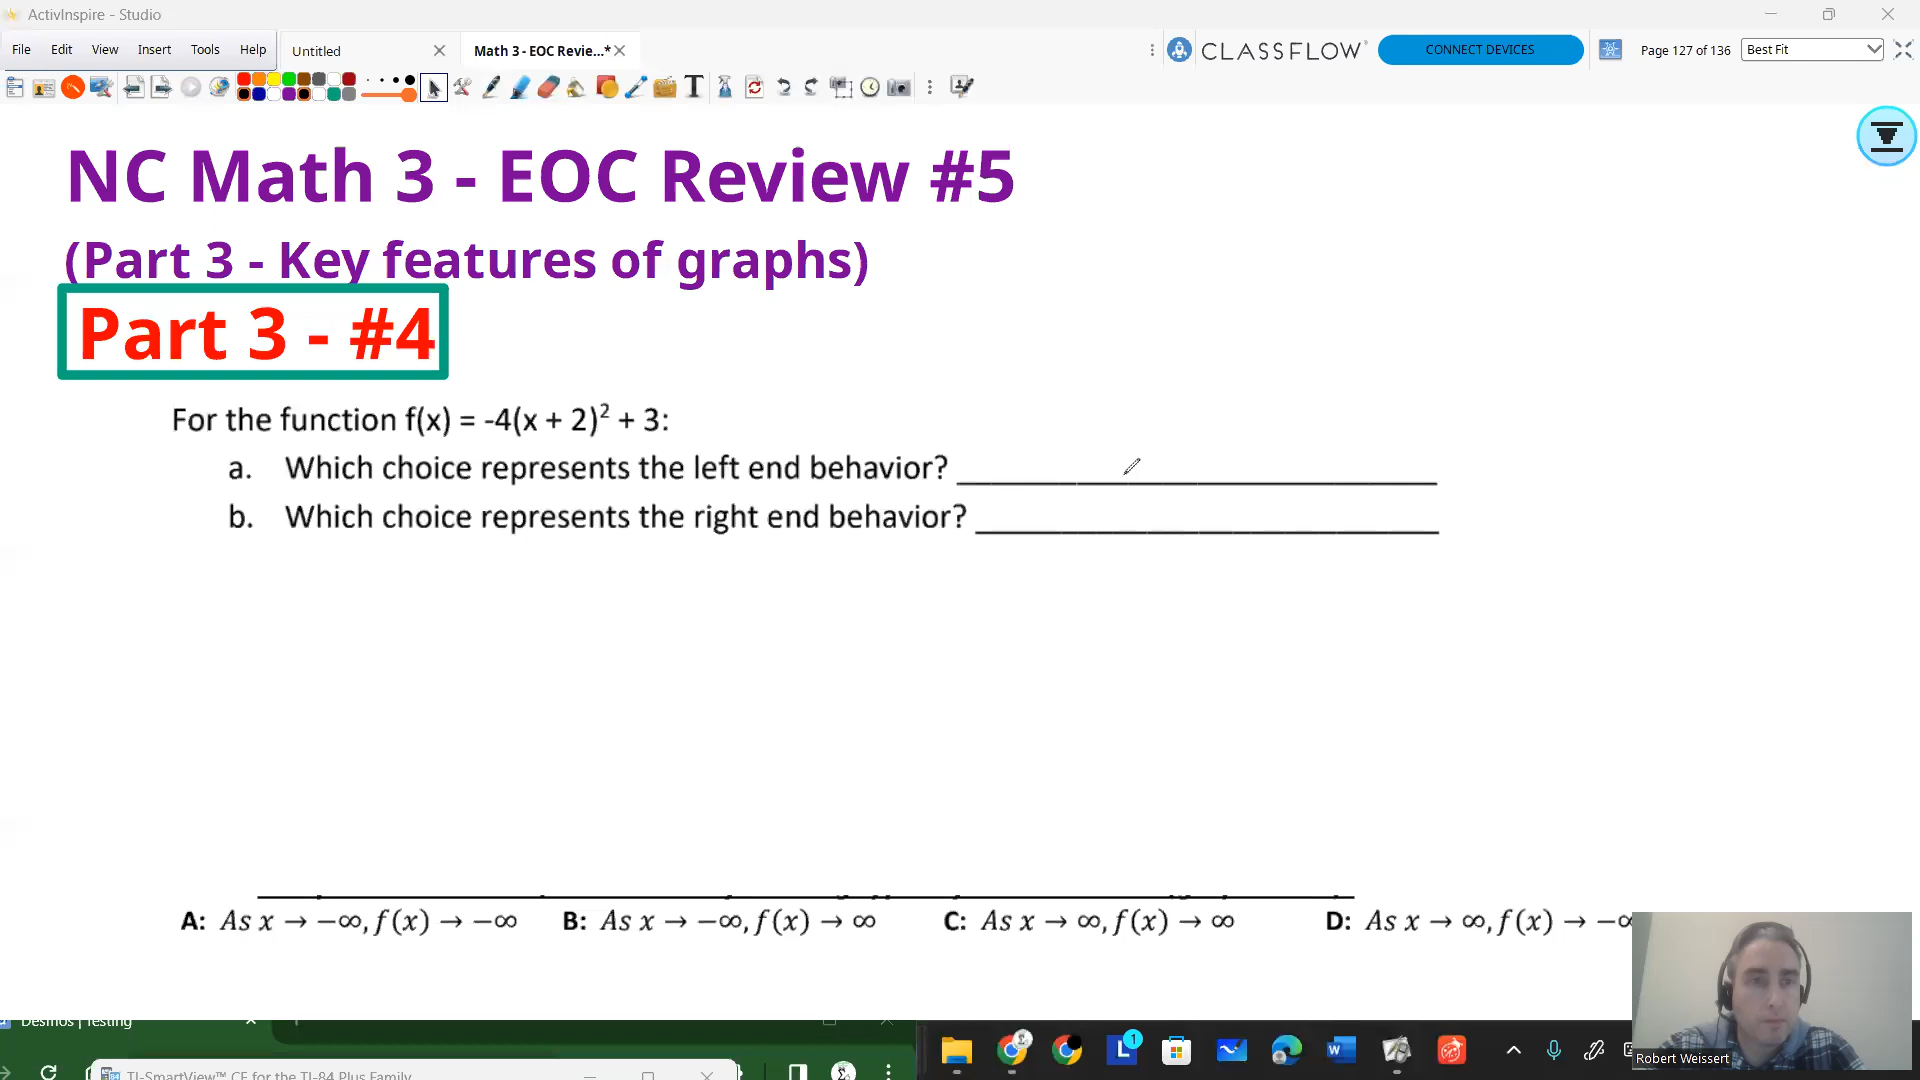 ActivInspire - Studio
File Edit View Insert Tools Help
Untitled
Math 3 - EOC Revie...*
CLASSFLOW
CONNECT DEVICES
Page 127 of 136
Best Fit
NC Math 3 - EOC Review #5
(Part 3 - Key features of graphs)
Part 3 - #4
For the function f(x) = -4(x + 2)² + 3:
a. Which choice represents the left end behavior?
b. Which choice represents the right end behavior?
A: As x → −∞, f(x) → −∞
B: As x → −∞, f(x) → ∞
C: As x → ∞, f(x) → ∞
D: As x → ∞, f(x) → −∞
Robert Weissert
Desmos | Testing
TI-SmartView™ CE for the TI-84 Plus Family
1